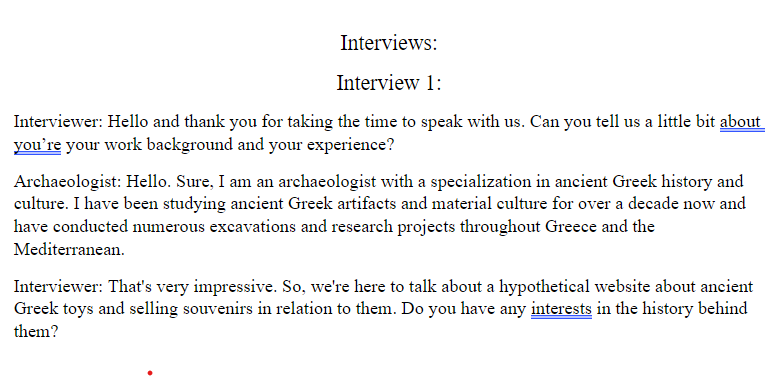 Interviews:
Interview 1:
Interviewer: Hello and thank you for taking the time to speak with us. Can you tell us a little bit about
you’re your work background and your experience?
Archaeologist: Hello. Sure, I am an archaeologist with a specialization in ancient Greek history and
culture. I have been studying ancient Greek artifacts and material culture for over a decade now and
have conducted numerous excavations and research projects throughout Greece and the
Mediterranean.
Interviewer: That's very impressive. So, we're here to talk about a hypothetical website about ancient
Greek toys and selling souvenirs in relation to them. Do you have any interests in the history behind
them?